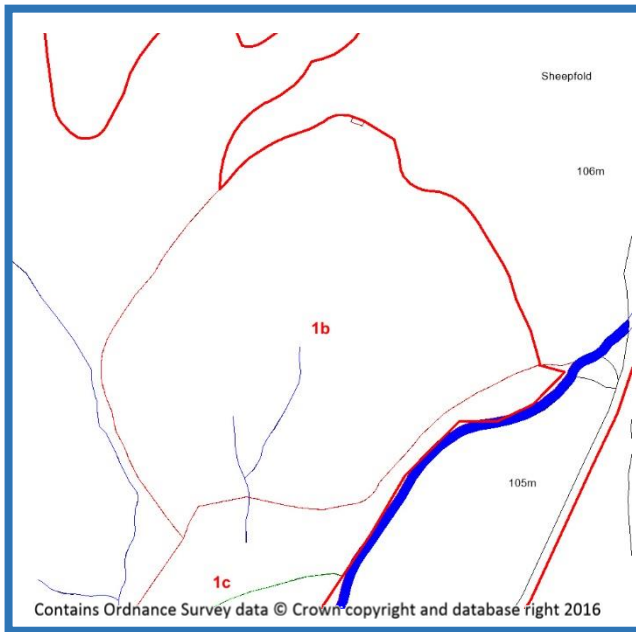 Sheepfold
106m
1b
105m
1c
Contains Ordnance Survey data © Crown copyright and database right 2016